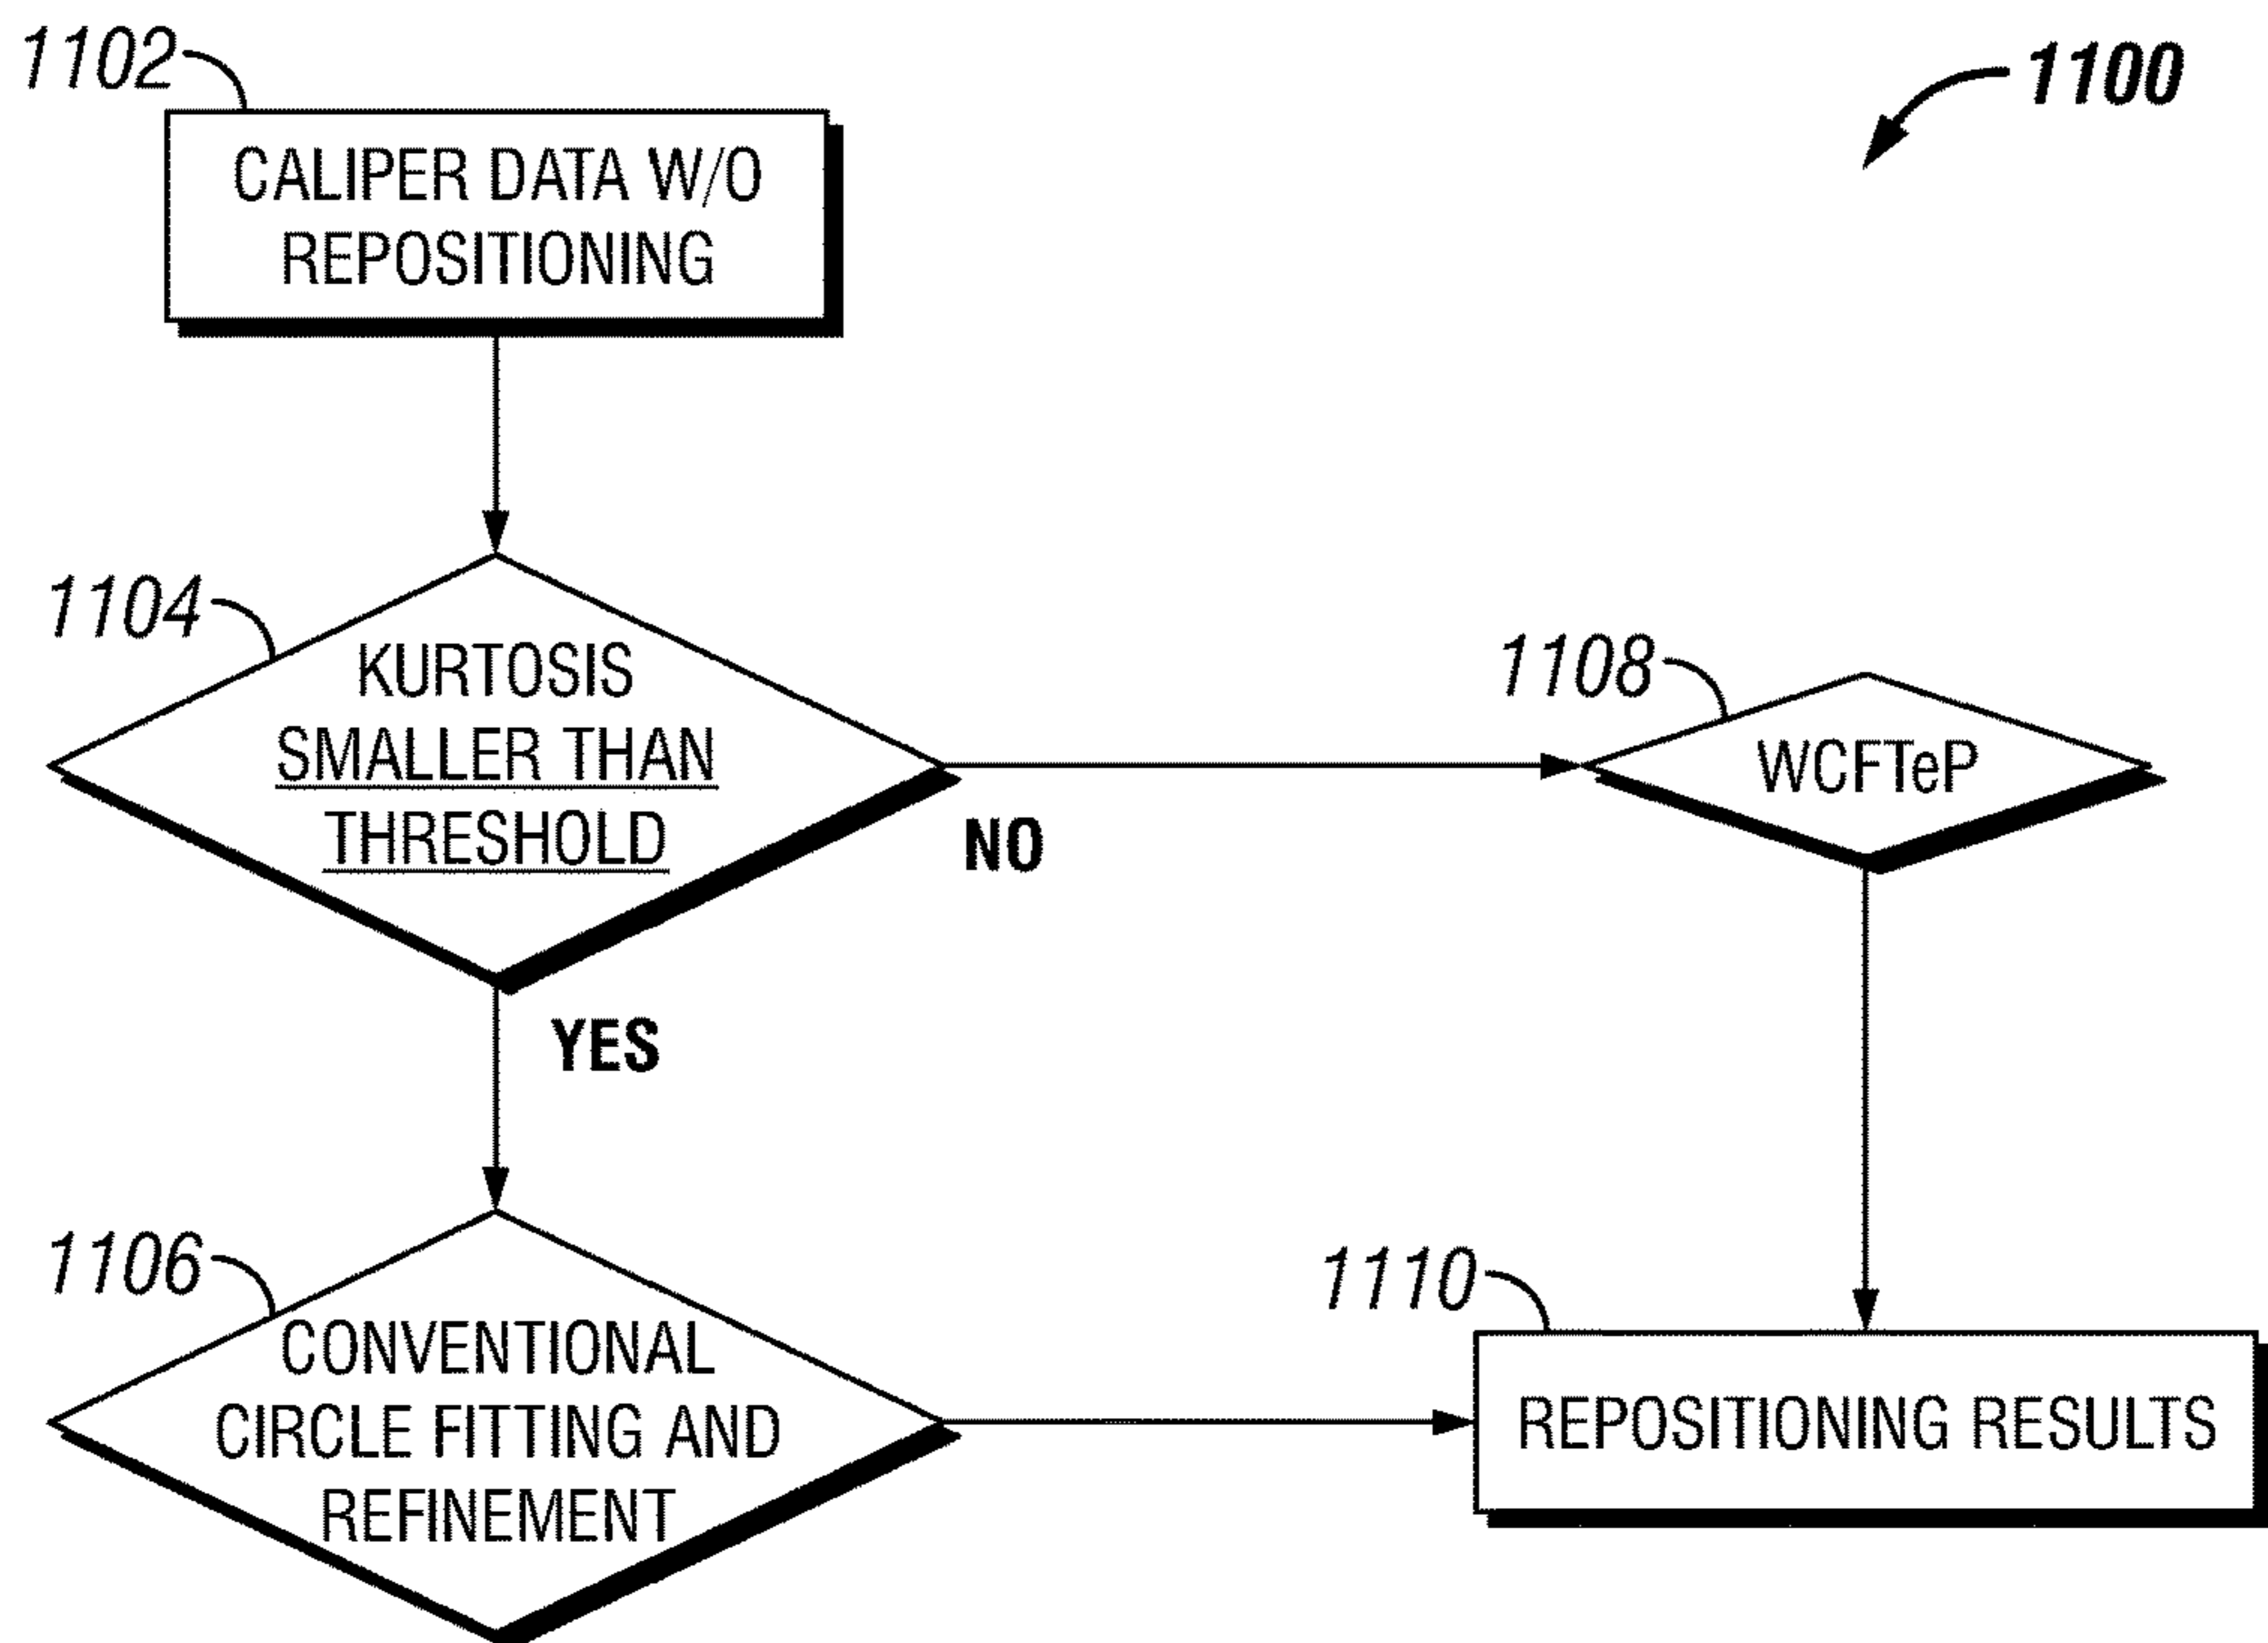 1102
1100
CALIPER DATA W/O
REPOSITIONING
1104
KURTOSIS
SMALLER THAN
THRESHOLD
NO
1108
WCFTeP
YES
1106
CONVENTIONAL
CIRCLE FITTING AND
REFINEMENT
1110
REPOSITIONING RESULTS